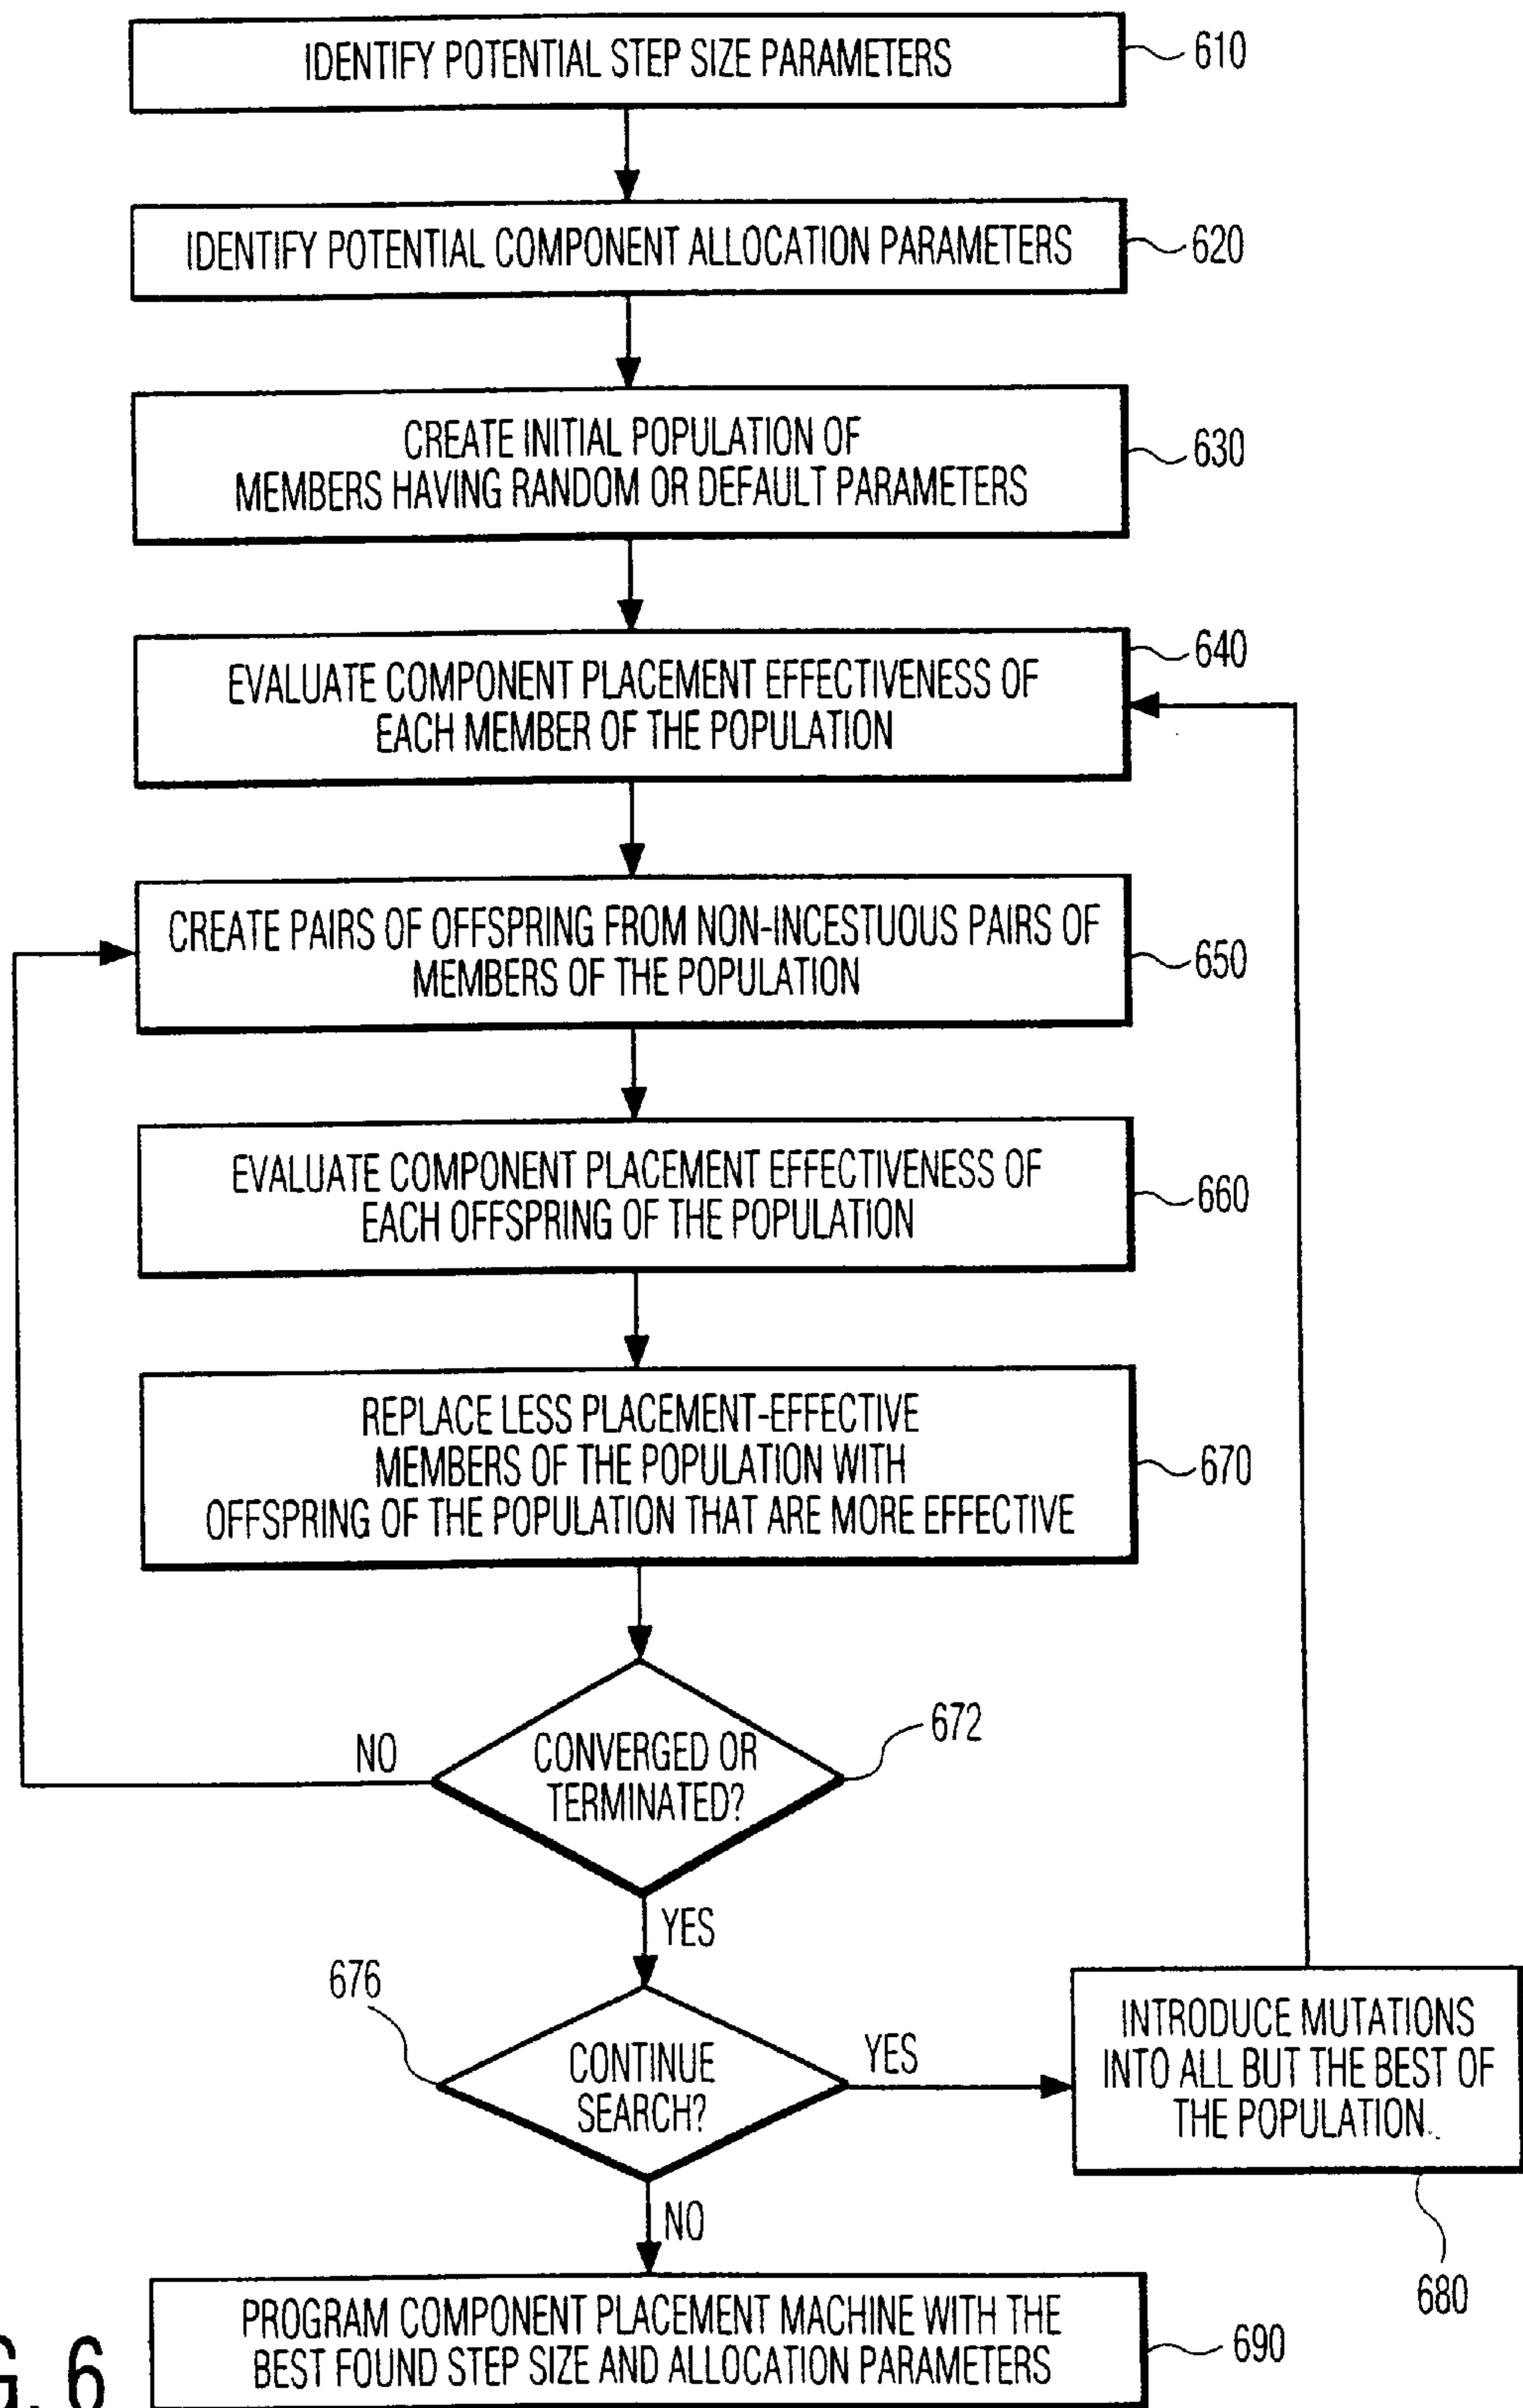 IDENTIFY POTENTIAL STEP SIZE PARAMETERS
610
IDENTIFY POTENTIAL COMPONENT ALLOCATION PARAMETERS
620
CREATE INITIAL POPULATION OF
MEMBERS HAVING RANDOM OR DEFAULT PARAMETERS
630
EVALUATE COMPONENT PLACEMENT EFFECTIVENESS OF
EACH MEMBER OF THE POPULATION
640
CREATE PAIRS OF OFFSPRING FROM NON-INCESTUOUS PAIRS OF
MEMBERS OF THE POPULATION
650
EVALUATE COMPONENT PLACEMENT EFFECTIVENESS OF
EACH OFFSPRING OF THE POPULATION
660
REPLACE LESS PLACEMENT-EFFECTIVE
MEMBERS OF THE POPULATION WITH
OFFSPRING OF THE POPULATION THAT ARE MORE EFFECTIVE
670
CONVERGED OR
TERMINATED?
672
NO
YES
676
CONTINUE
SEARCH?
YES
NO
INTRODUCE MUTATIONS
INTO ALL BUT THE BEST OF
THE POPULATION.
680
PROGRAM COMPONENT PLACEMENT MACHINE WITH THE
BEST FOUND STEP SIZE AND ALLOCATION PARAMETERS
690
G. 6